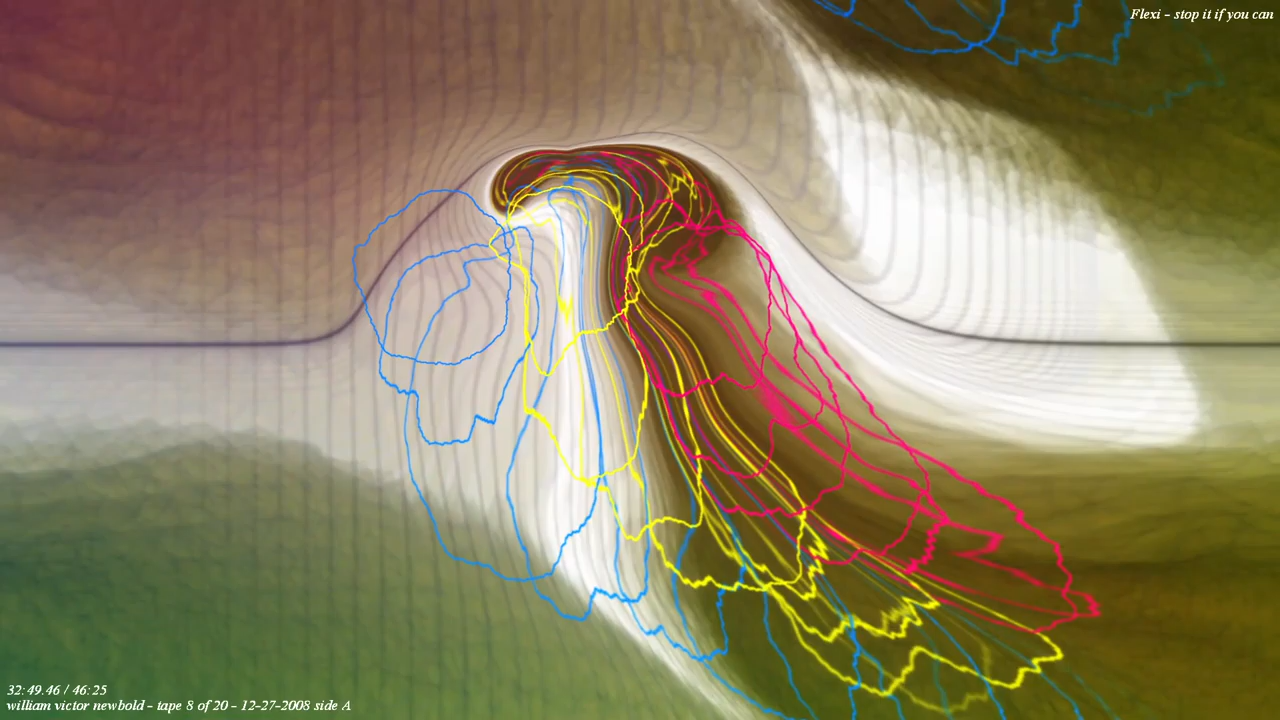 Flexi - stop it if you can
32:49.46 / 46:25
william victor newbold - tape 8 of 20 - 12-27-2008 side A